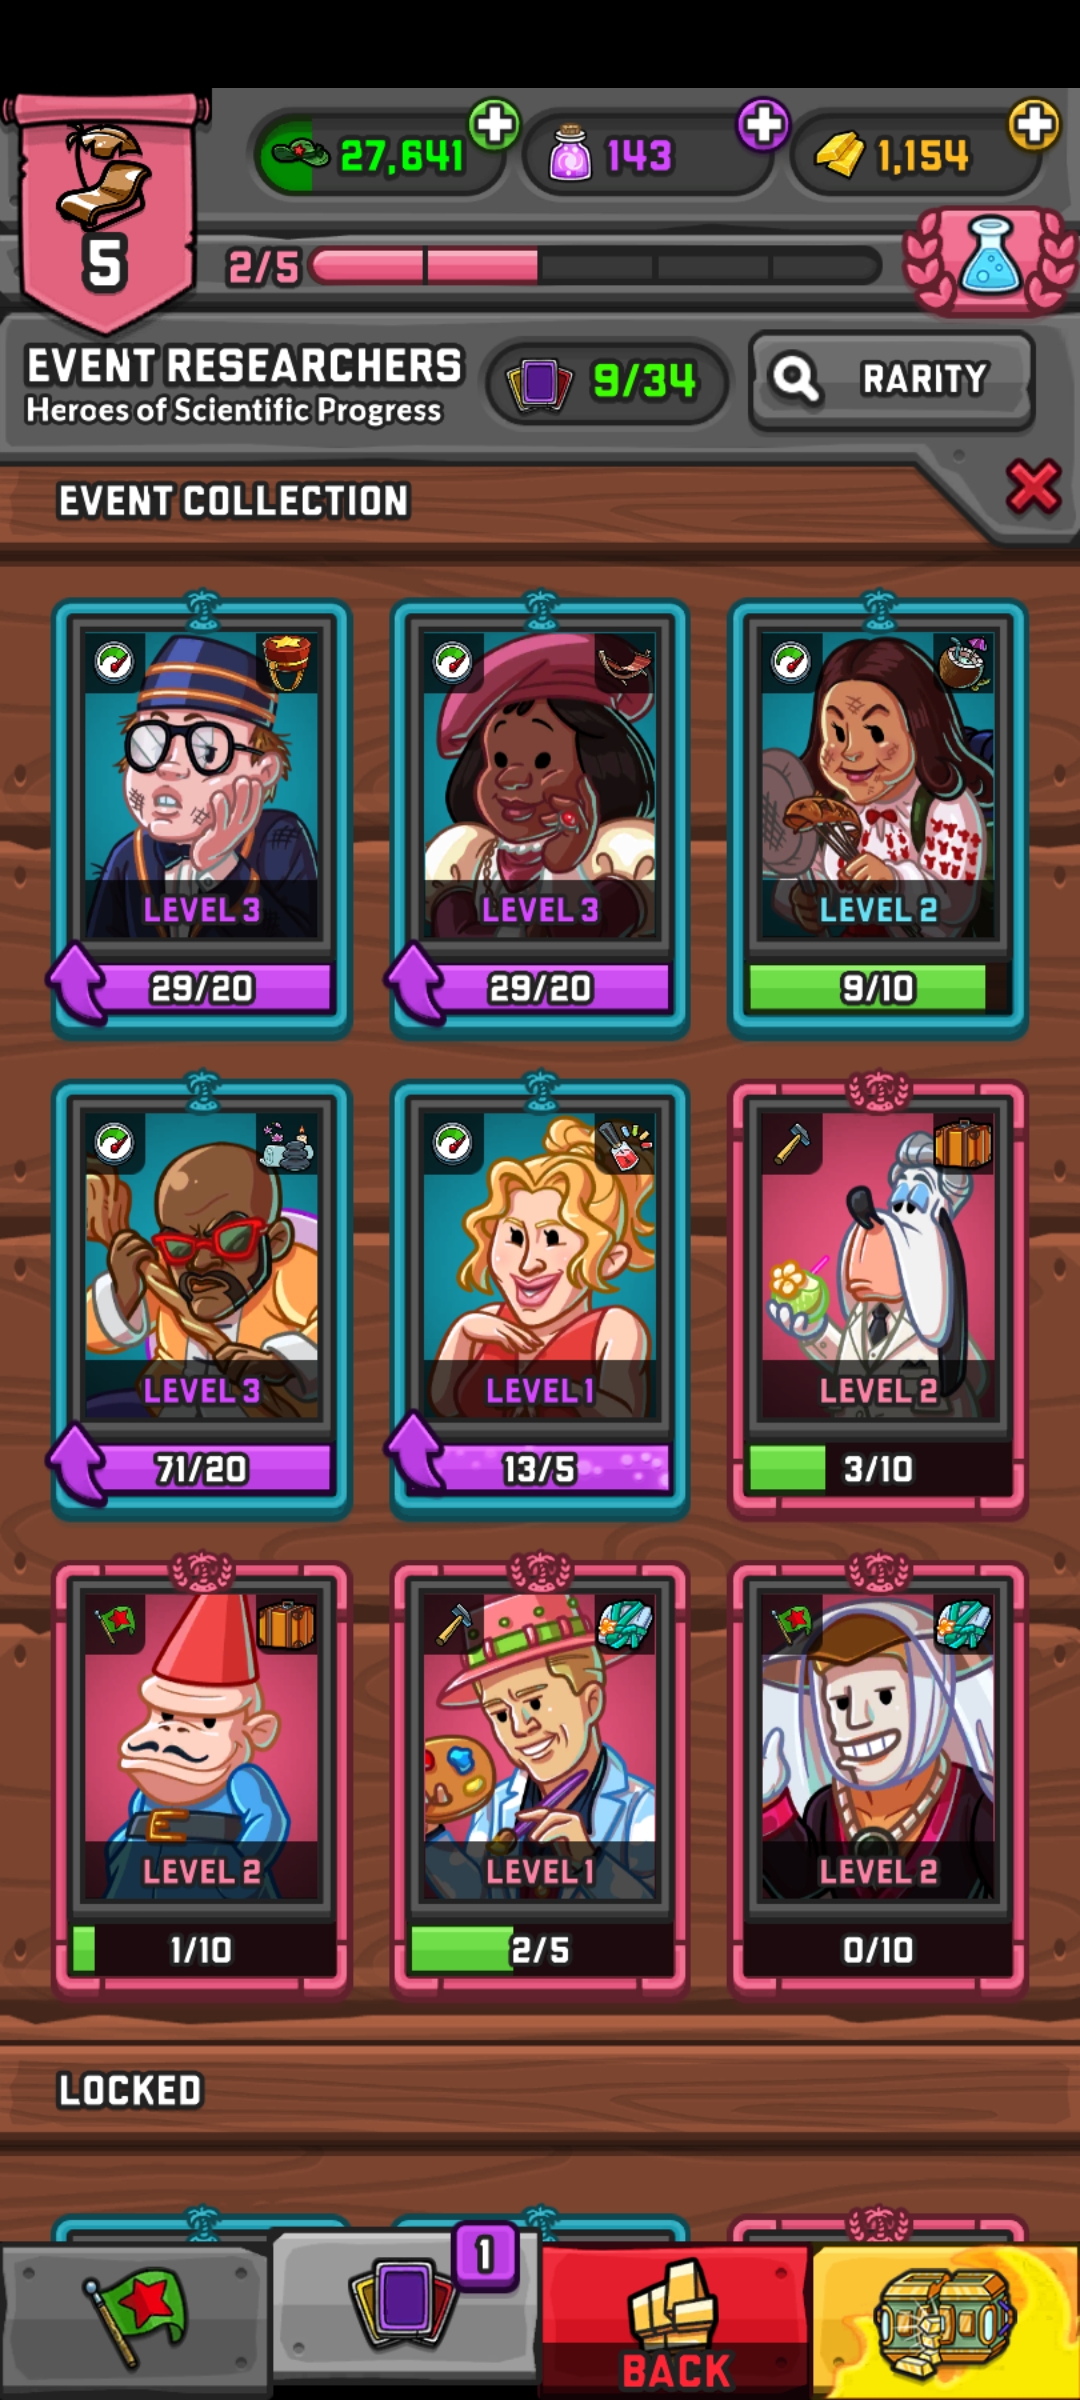 27,641
143
1,154
5
2/5
EVENT RESEARCHERS
Heroes of Scientific Progress
9/34
RARITY
EVENT COLLECTION
LEVEL 3
LEVEL 3
LEVEL 2
29/20
29/20
9/10
LEVEL 3
LEVEL 1
LEVEL 2
71/20
13/5
3/10
LEVEL 2
LEVEL 1
LEVEL 2
1/10
2/5
0/10
LOCKED
1
BACK